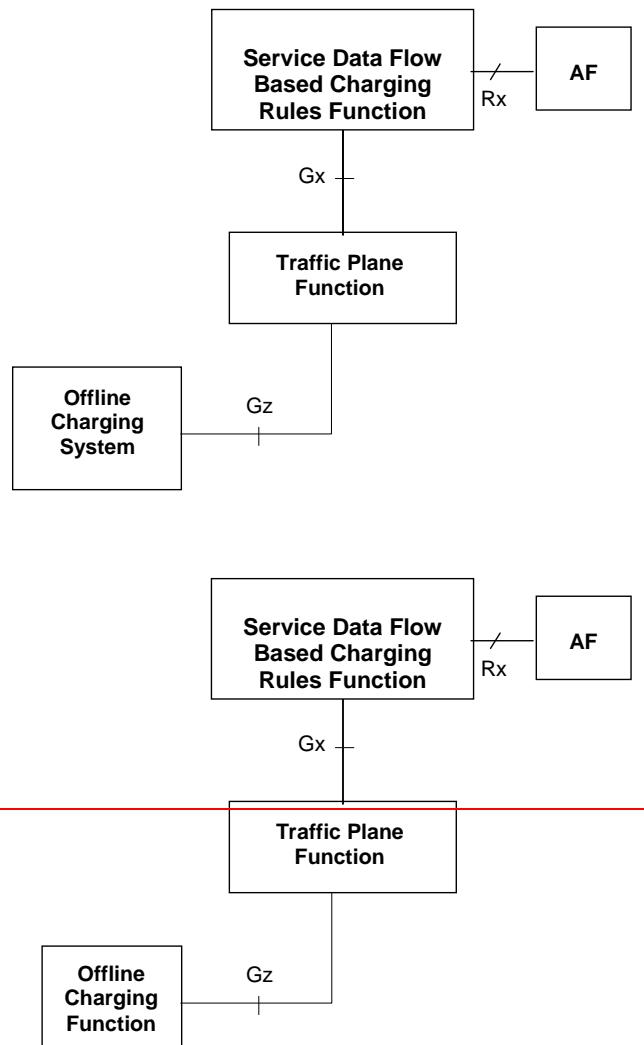 Service Data Flow
Based Charging
Rules Function
AF
Rx
Gx
Traffic Plane
Function
Offline
Charging
System
Gz
Service Data Flow
Based Charging
Rules Function
AF
Rx
Gx
Traffic Plane
Function
Offline
Charging
Function
Gz